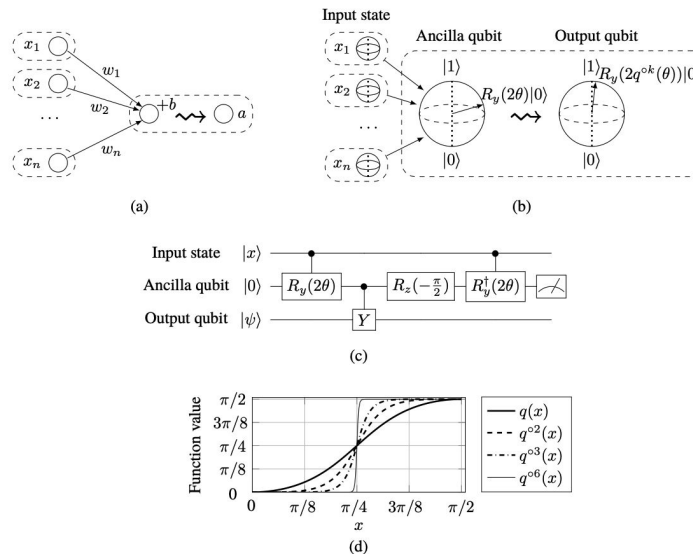 x₁
x₂
...
xₙ
w₁
w₂
wₙ
+b
a
(a)
Input state
x₁
x₂
...
xₙ
Ancilla qubit
Output qubit
|1⟩
R_y(2θ)|0⟩
|0⟩
|1⟩
R_y(2q^{∘k}(θ))|0
|0⟩
(b)
Input state |x⟩
Ancilla qubit |0⟩ R_y(2θ) R_z(−π/2) R_y^†(2θ)
Output qubit |ψ⟩ Y
(c)
Function value
π/2
3π/8
π/4
π/8
0
0 π/8 π/4 3π/8 π/2
x
q(x)
q^{∘2}(x)
q^{∘3}(x)
q^{∘6}(x)
(d)